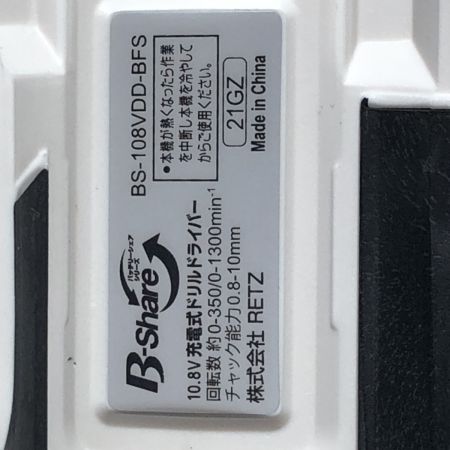 バッテリーシェア
シリーズ
B-Share
BS-108VDD-BFS
10.8V 充電式ドリルドライバー
回転数 約0-350/0-1300min⁻¹
チャック能力 0.8-10mm
株式会社 RETZ
●本機が熱くなったら作業
を中断し本機を冷やして
からご使用ください。
21GZ
Made in China